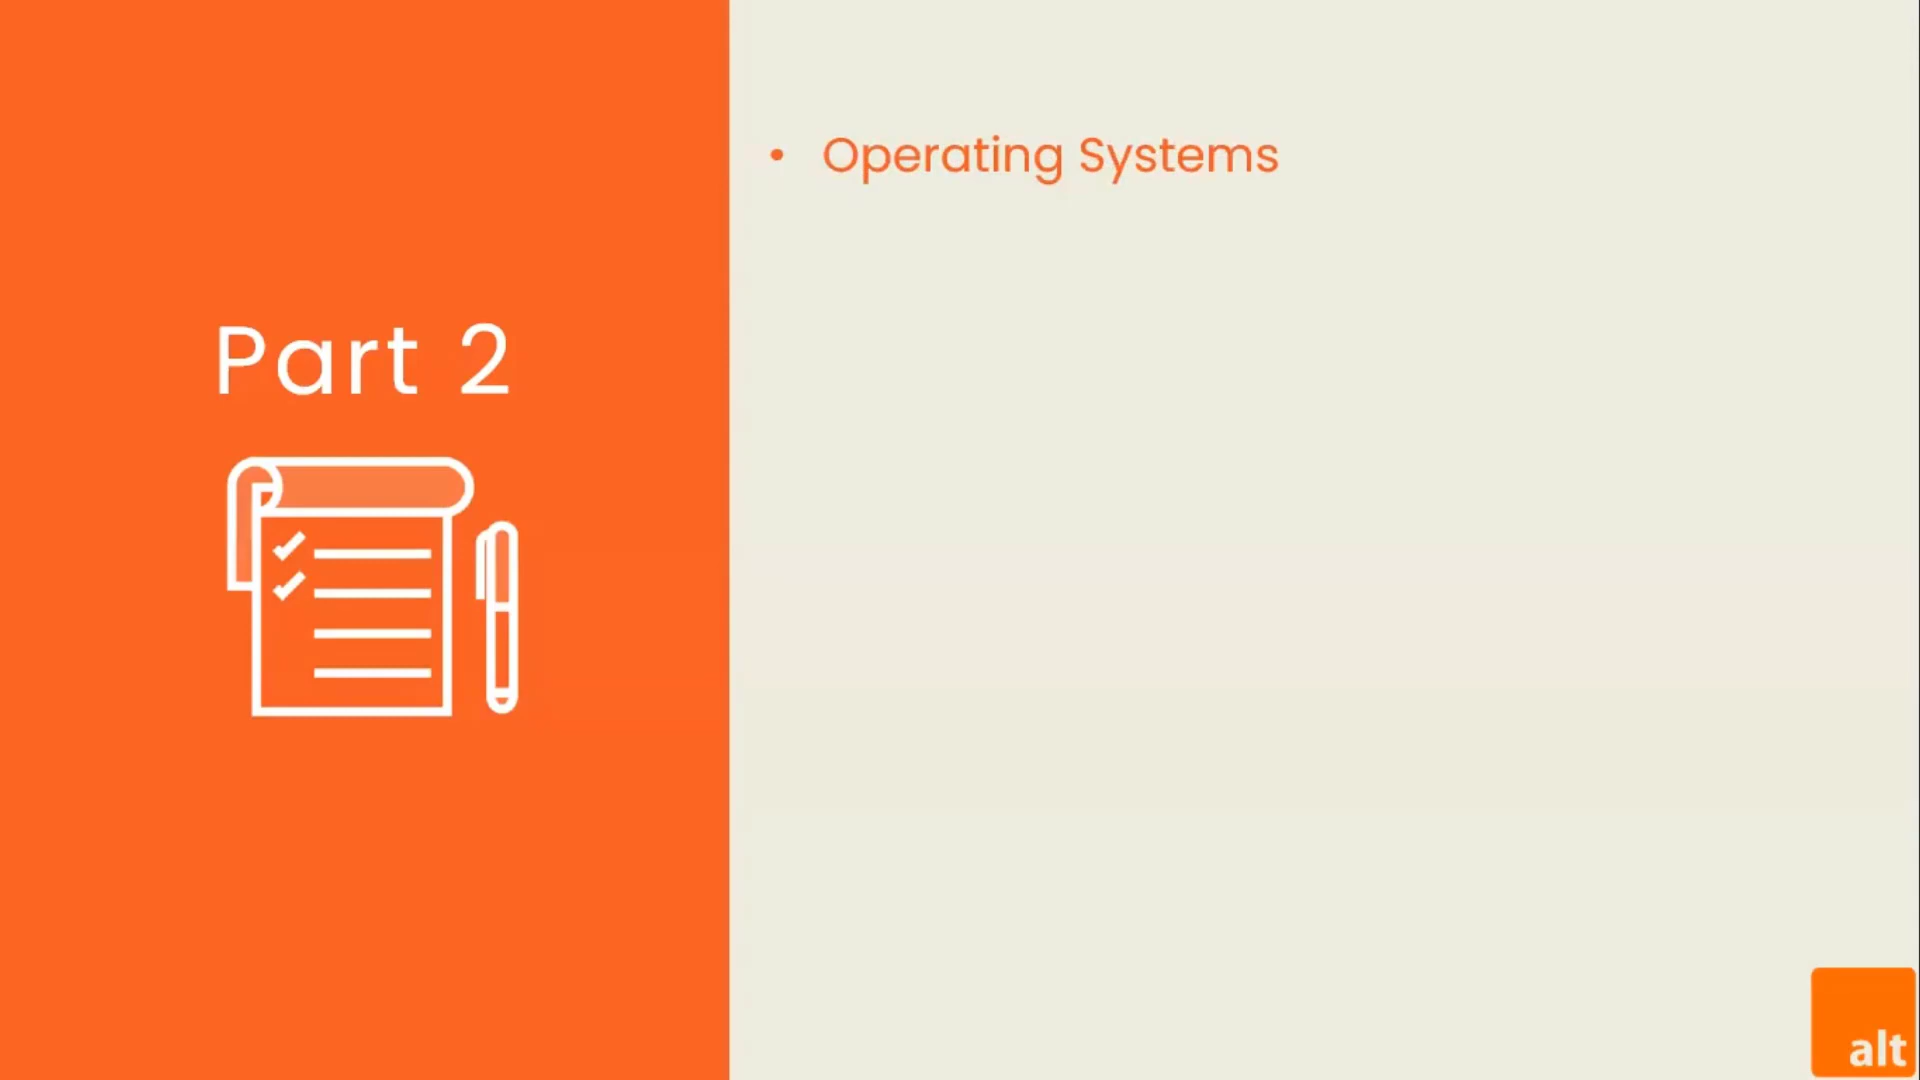 Part 2
• Operating Systems
alt